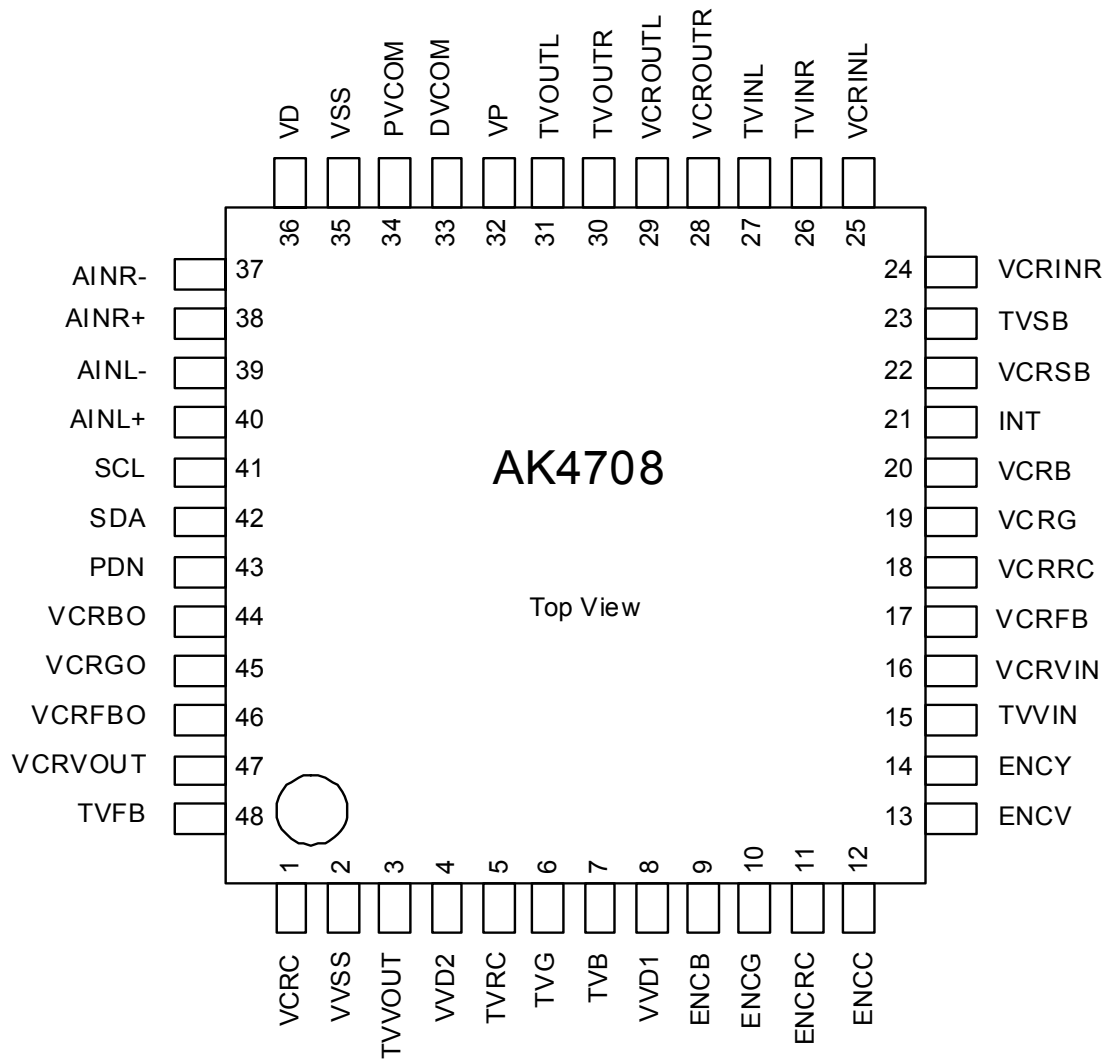 VD
VSS
PVCOM
DVCOM
VP
TVOUTL
TVOUTR
VCROUTL
VCROUTR
TVINL
TVINR
VCRINL
36
35
34
33
32
31
30
29
28
27
26
25
AINR- 37
AINR+ 38
AINL- 39
AINL+ 40
SCL 41
SDA 42
PDN 43
VCRBO 44
VCRGO 45
VCRFBO 46
VCRVOUT 47
TVFB 48
AK4708
Top View
24 VCRINR
23 TVSB
22 VCRSB
21 INT
20 VCRB
19 VCRG
18 VCRRC
17 VCRFB
16 VCRVIN
15 TVVIN
14 ENCY
13 ENCV
1
2
3
4
5
6
7
8
9
10
11
12
VCRC
VVSS
TVVOUT
VVD2
TVRC
TVG
TVB
VVD1
ENCB
ENCG
ENCRC
ENCC